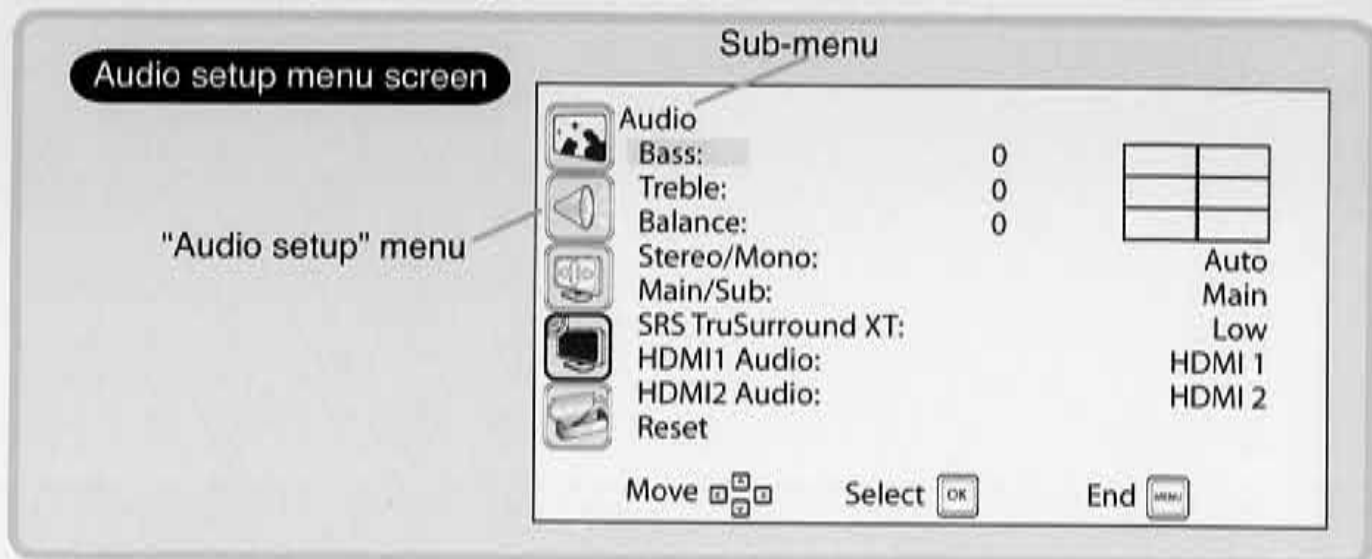 Audio setup menu screen
Sub-menu
"Audio setup" menu
Audio
Bass: 0
Treble: 0
Balance: 0
Stereo/Mono: Auto
Main/Sub: Main
SRS TruSurround XT: Low
HDMI1 Audio: HDMI 1
HDMI2 Audio: HDMI 2
Reset
Move Select OK End MENU